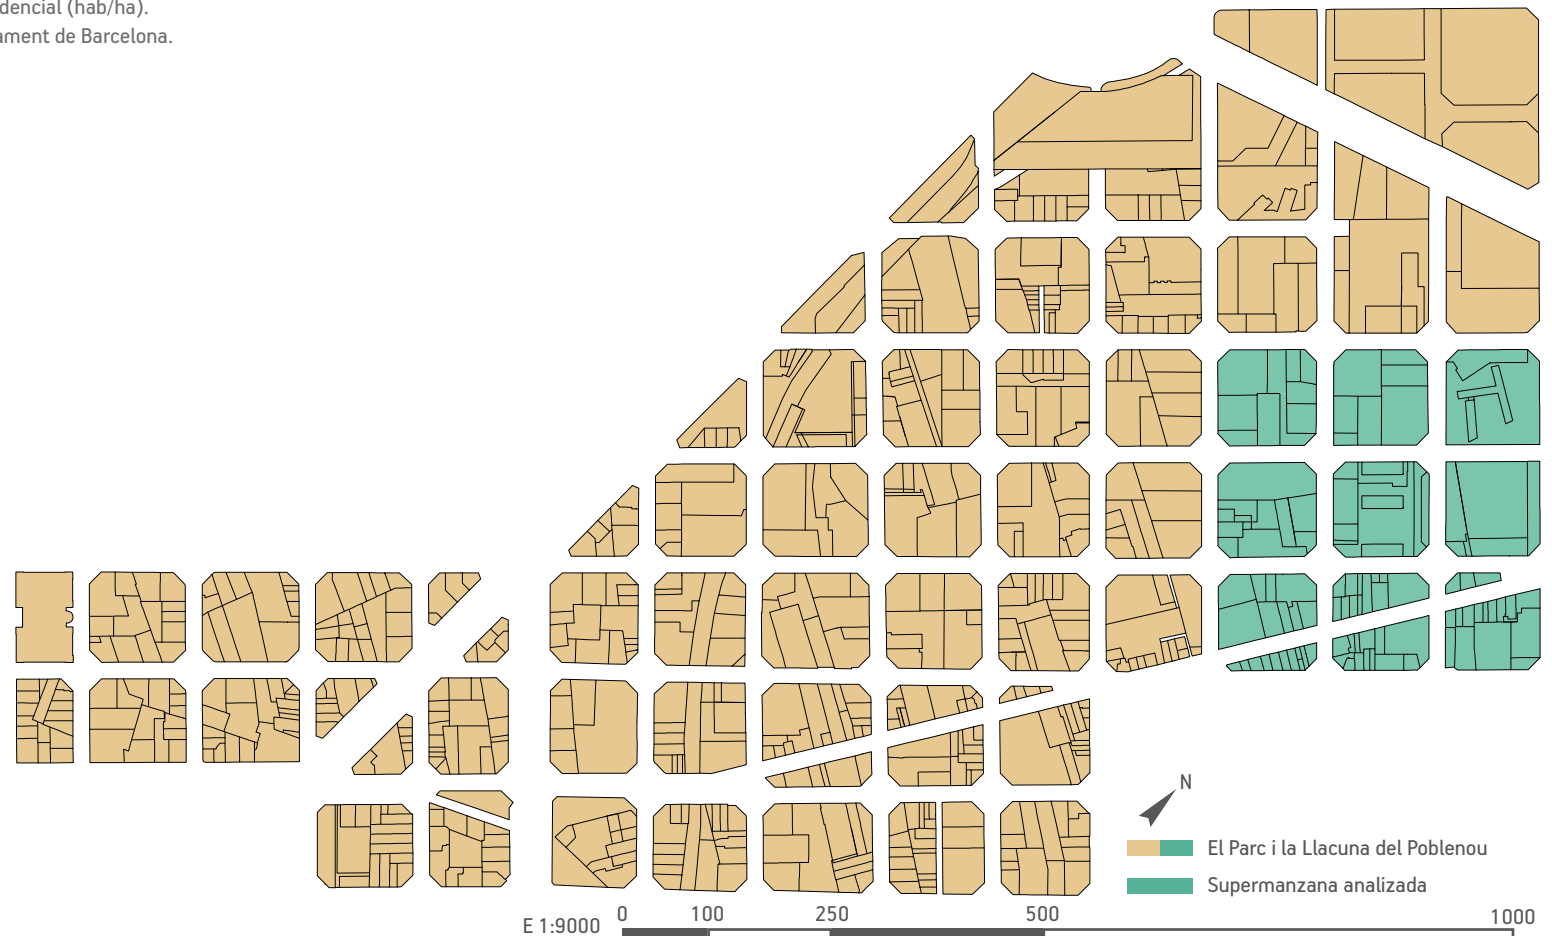 dencial (hab/ha).
ament de Barcelona.
N
El Parc i la Llacuna del Poblenou
Supermanzana analizada
E 1:9000 0 100 250 500 1000